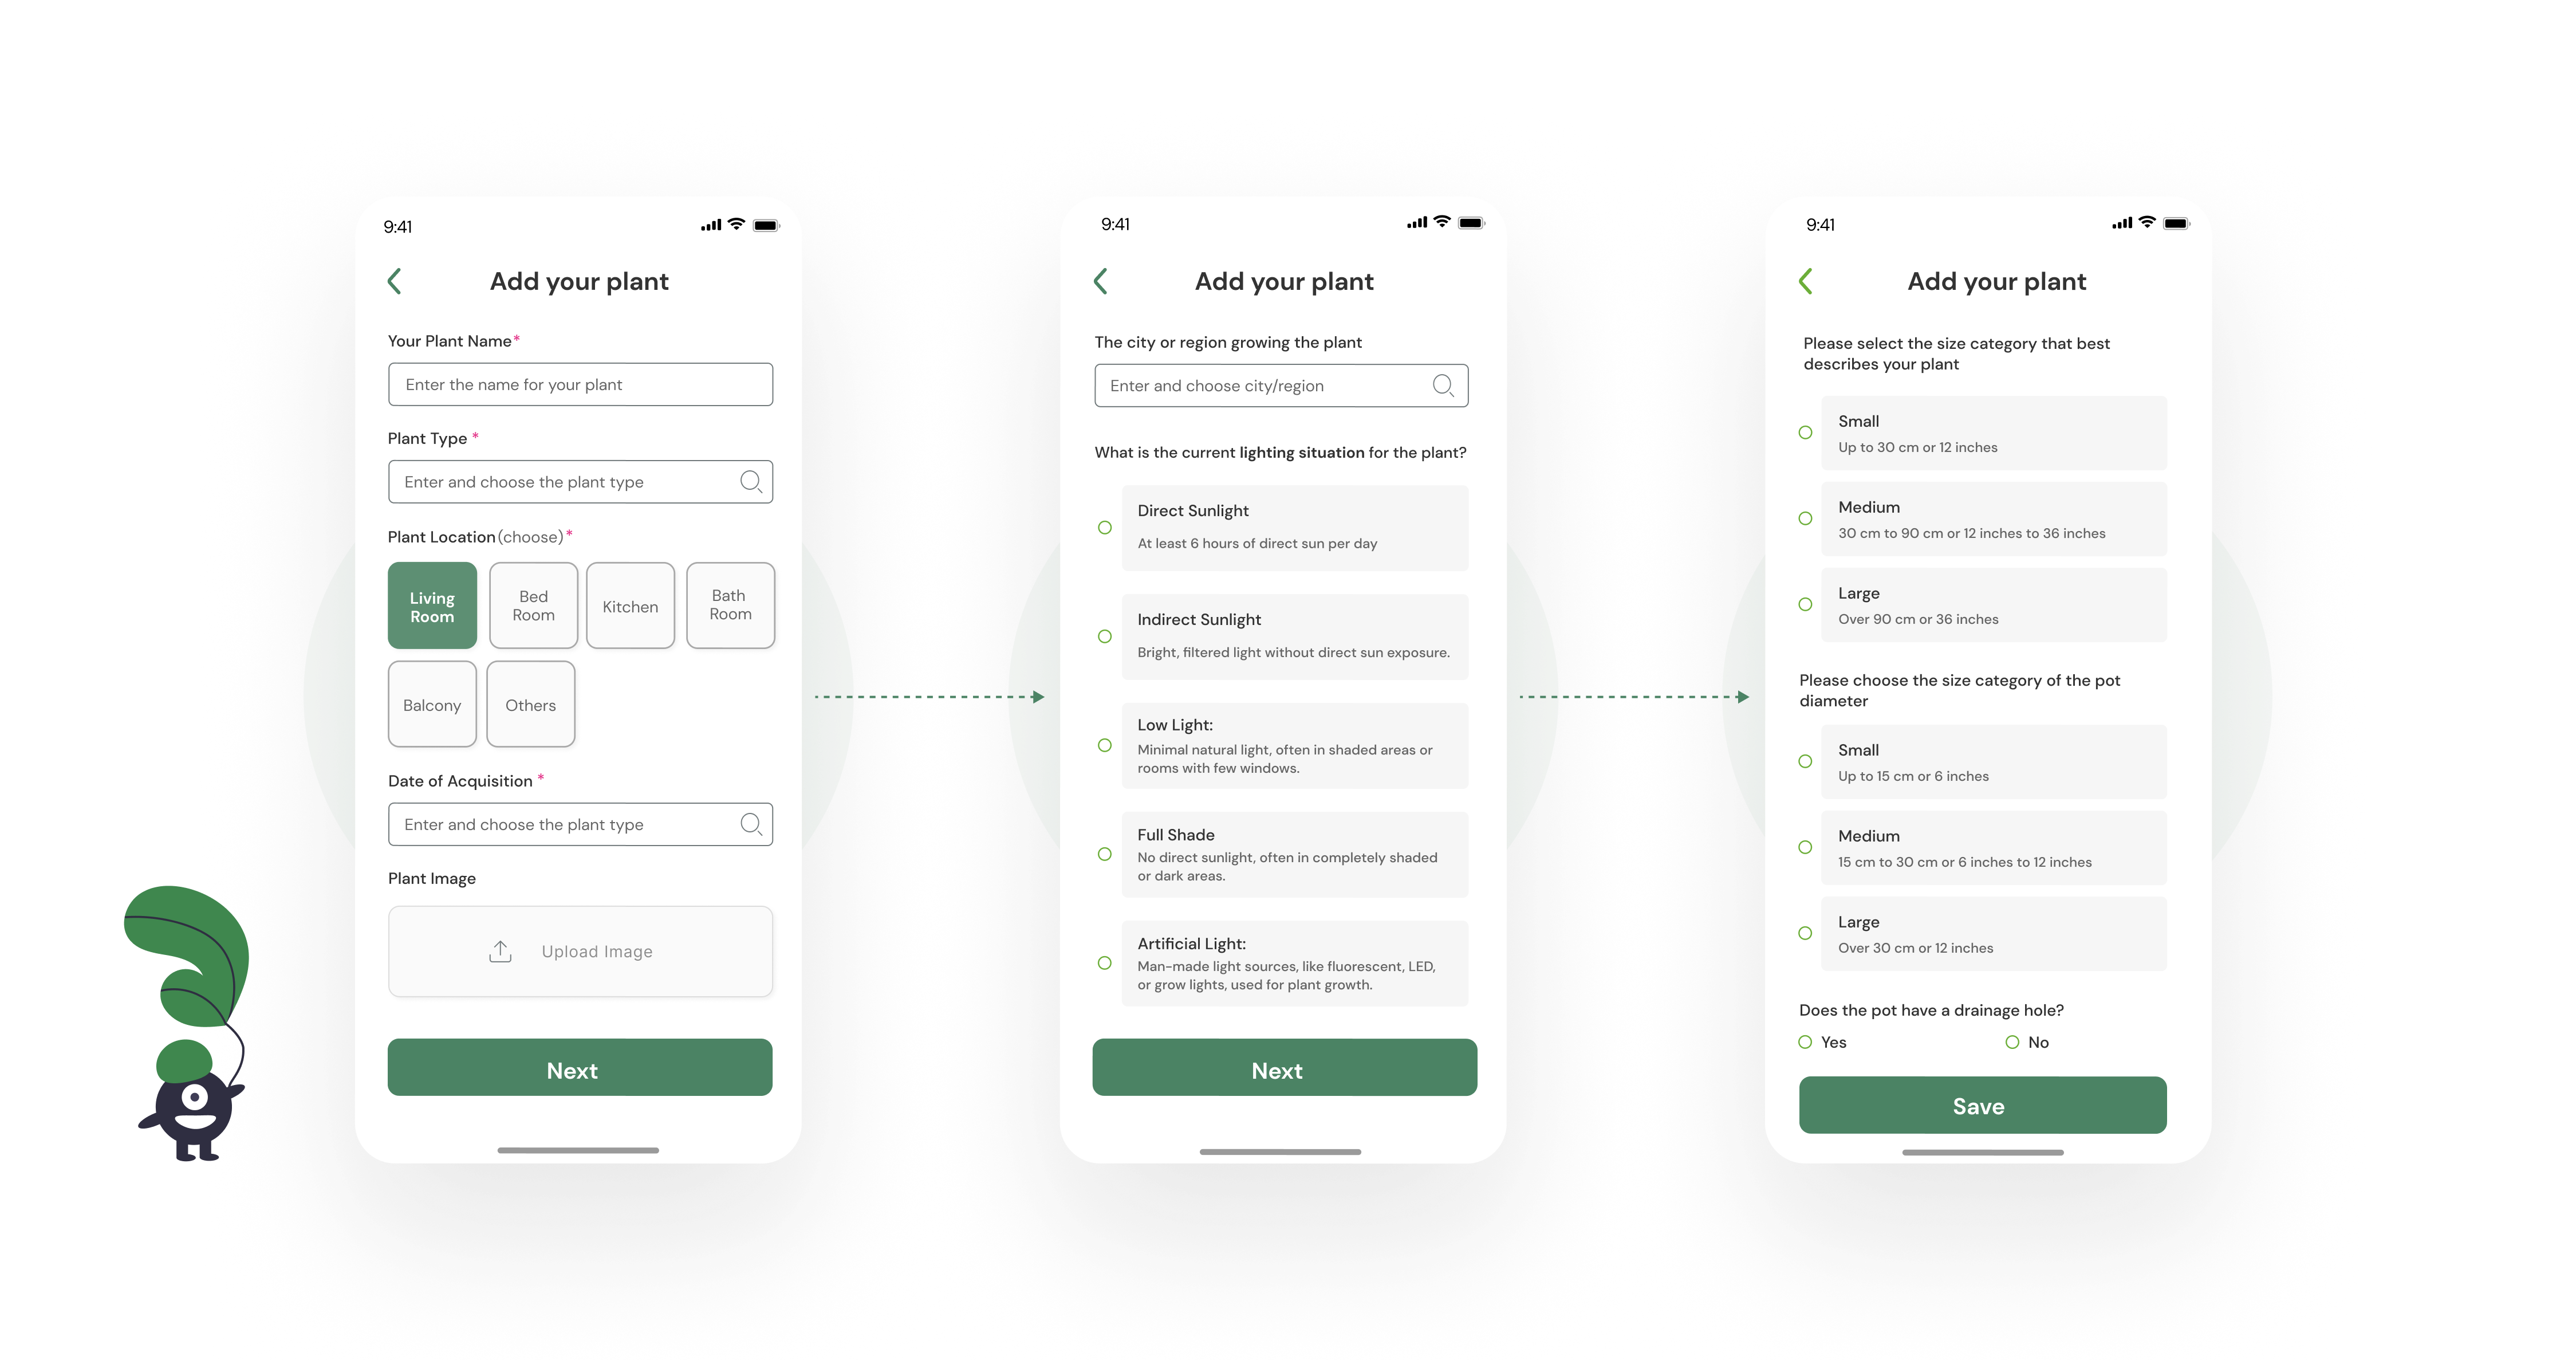 9:41
Add your plant
Your Plant Name*
Enter the name for your plant
Plant Type *
Enter and choose the plant type
Plant Location (choose) *
Living
Room
Bed
Room
Kitchen
Bath
Room
Balcony
Others
Date of Acquisition *
Enter and choose the plant type
Plant Image
Upload Image
Next
9:41
Add your plant
The city or region growing the plant
Enter and choose city/region
What is the current lighting situation for the plant?
Direct Sunlight
At least 6 hours of direct sun per day
Indirect Sunlight
Bright, filtered light without direct sun exposure.
Low Light:
Minimal natural light, often in shaded areas or
rooms with few windows.
Full Shade
No direct sunlight, often in completely shaded
or dark areas.
Artificial Light:
Man-made light sources, like fluorescent, LED,
or grow lights, used for plant growth.
Next
9:41
Add your plant
Please select the size category that best
describes your plant
Small
Up to 30 cm or 12 inches
Medium
30 cm to 90 cm or 12 inches to 36 inches
Large
Over 90 cm or 36 inches
Please choose the size category of the pot
diameter
Small
Up to 15 cm or 6 inches
Medium
15 cm to 30 cm or 6 inches to 12 inches
Large
Over 30 cm or 12 inches
Does the pot have a drainage hole?
Yes
No
Save